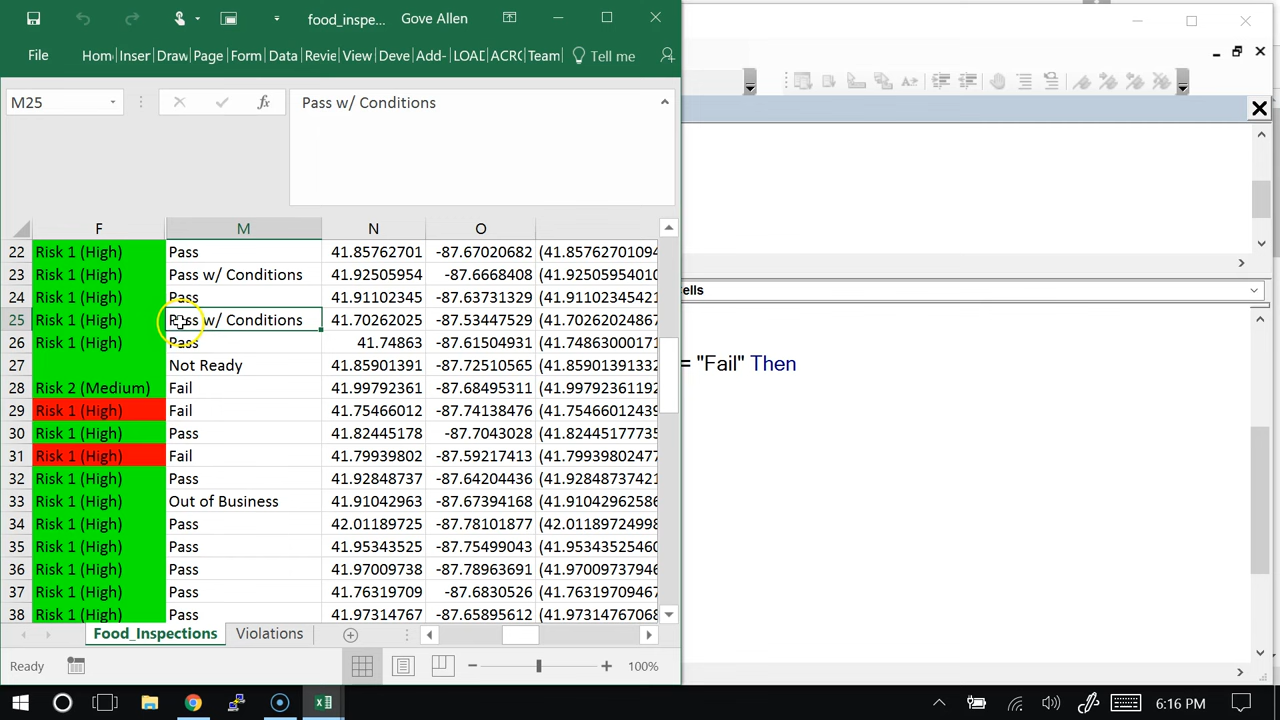 food_inspe... Gove Allen
File Hom Inser Draw Page Form Data Revie View Deve Add- LOAD ACRO Team Tell me
M25 fx Pass w/ Conditions
F M N O
22 Risk 1 (High) Pass 41.85762701 -87.67020682 (41.85762701094
23 Risk 1 (High) Pass w/ Conditions 41.92505954 -87.6668408 (41.92505954010
24 Risk 1 (High) Pass 41.91102345 -87.63731329 (41.91102345421
25 Risk 1 (High) Pass w/ Conditions 41.70262025 -87.53447529 (41.70262024867
26 Risk 1 (High) Pass 41.74863 -87.61504931 (41.74863000171
27 Not Ready 41.85901391 -87.72510565 (41.85901391332
28 Risk 2 (Medium) Fail 41.99792361 -87.68495211 (41.99792361192
29 Risk 1 (High) Fail 41.75466012 -87.74138476 (41.75466012439
30 Risk 1 (High) Pass 41.82445178 -87.7043028 (41.82445177735
31 Risk 1 (High) Fail 41.79939802 -87.59217413 (41.79939802477
32 Risk 1 (High) Pass 41.92848737 -87.64204436 (41.92848737241
33 Risk 1 (High) Out of Business 41.91042963 -87.67394168 (41.91042962586
34 Risk 1 (High) Pass 42.01189725 -87.78101877 (42.01189724998
35 Risk 1 (High) Pass 41.95343525 -87.75499043 (41.95343525460
36 Risk 1 (High) Pass 41.97009738 -87.78963691 (41.97009737946
37 Risk 1 (High) Pass 41.76319709 -87.6830526 (41.76319709467
38 Risk 1 (High) Pass 41.97314767 -87.65895612 (41.97314767068
Food_Inspections Violations
Ready 100%
ells
= "Fail" Then
6:16 PM